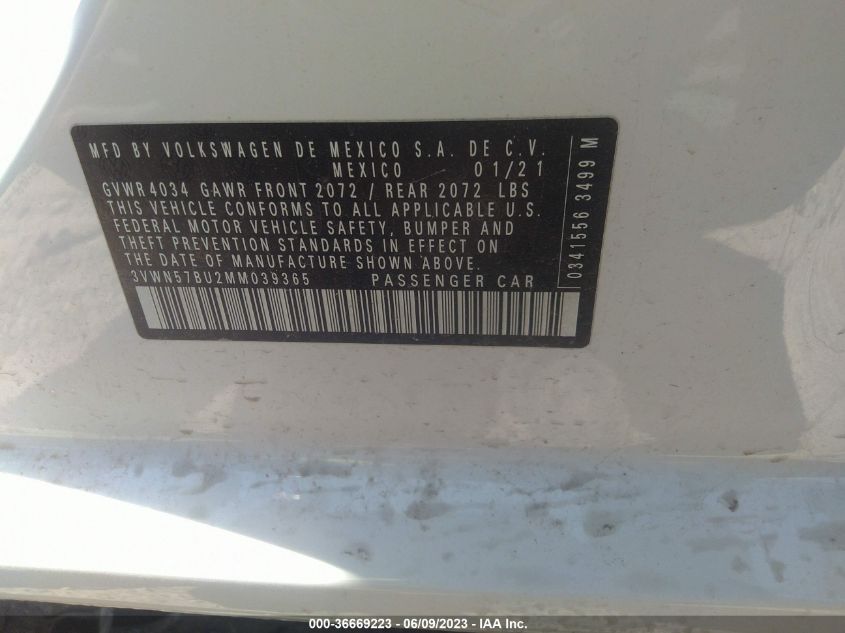 MFD BY VOLKSWAGEN DE MEXICO S.A. DE C.V.
MEXICO 01/21
GVWR 4034 GAWR FRONT 2072 / REAR 2072 LBS
THIS VEHICLE CONFORMS TO ALL APPLICABLE U.S.
FEDERAL MOTOR VEHICLE SAFETY, BUMPER AND
THEFT PREVENTION STANDARDS IN EFFECT ON
THE DATE OF MANUFACTURE SHOWN ABOVE.
3VWN57BU2MM039365 PASSENGER CAR
0341556 3499 M
000-36669223 - 06/09/2023 - IAA Inc.